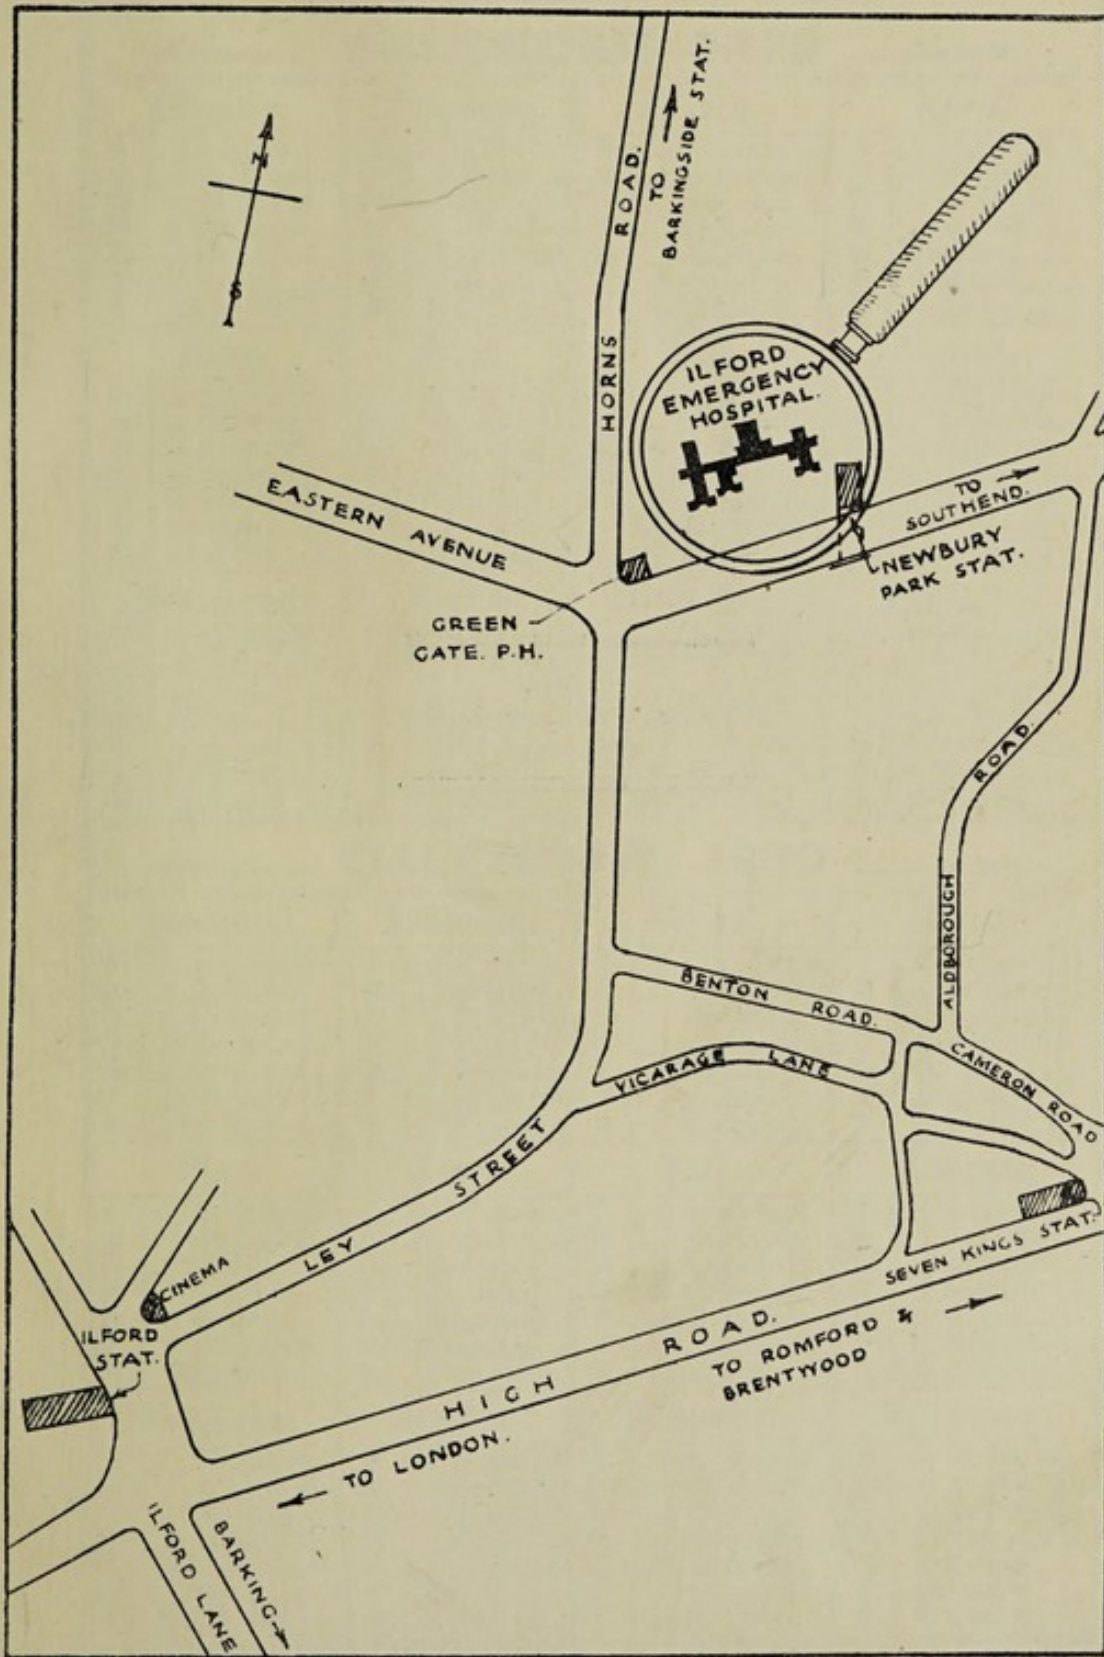 N
S
HORNS ROAD.
TO
BARKINGSIDE STAT.
ILFORD
EMERGENCY
HOSPITAL.
EASTERN AVENUE
TO
SOUTHEND.
NEWBURY
PARK STAT.
GREEN
GATE. P.H.
ALDBOROUGH ROAD.
BENTON ROAD.
VICARAGE LANE
CAMERON ROAD
LEY STREET
CINEMA
ILFORD
STAT.
SEVEN KINGS STAT.
HIGH ROAD.
TO ROMFORD &
BRENTWOOD
TO LONDON.
ILFORD LANE
BARKING